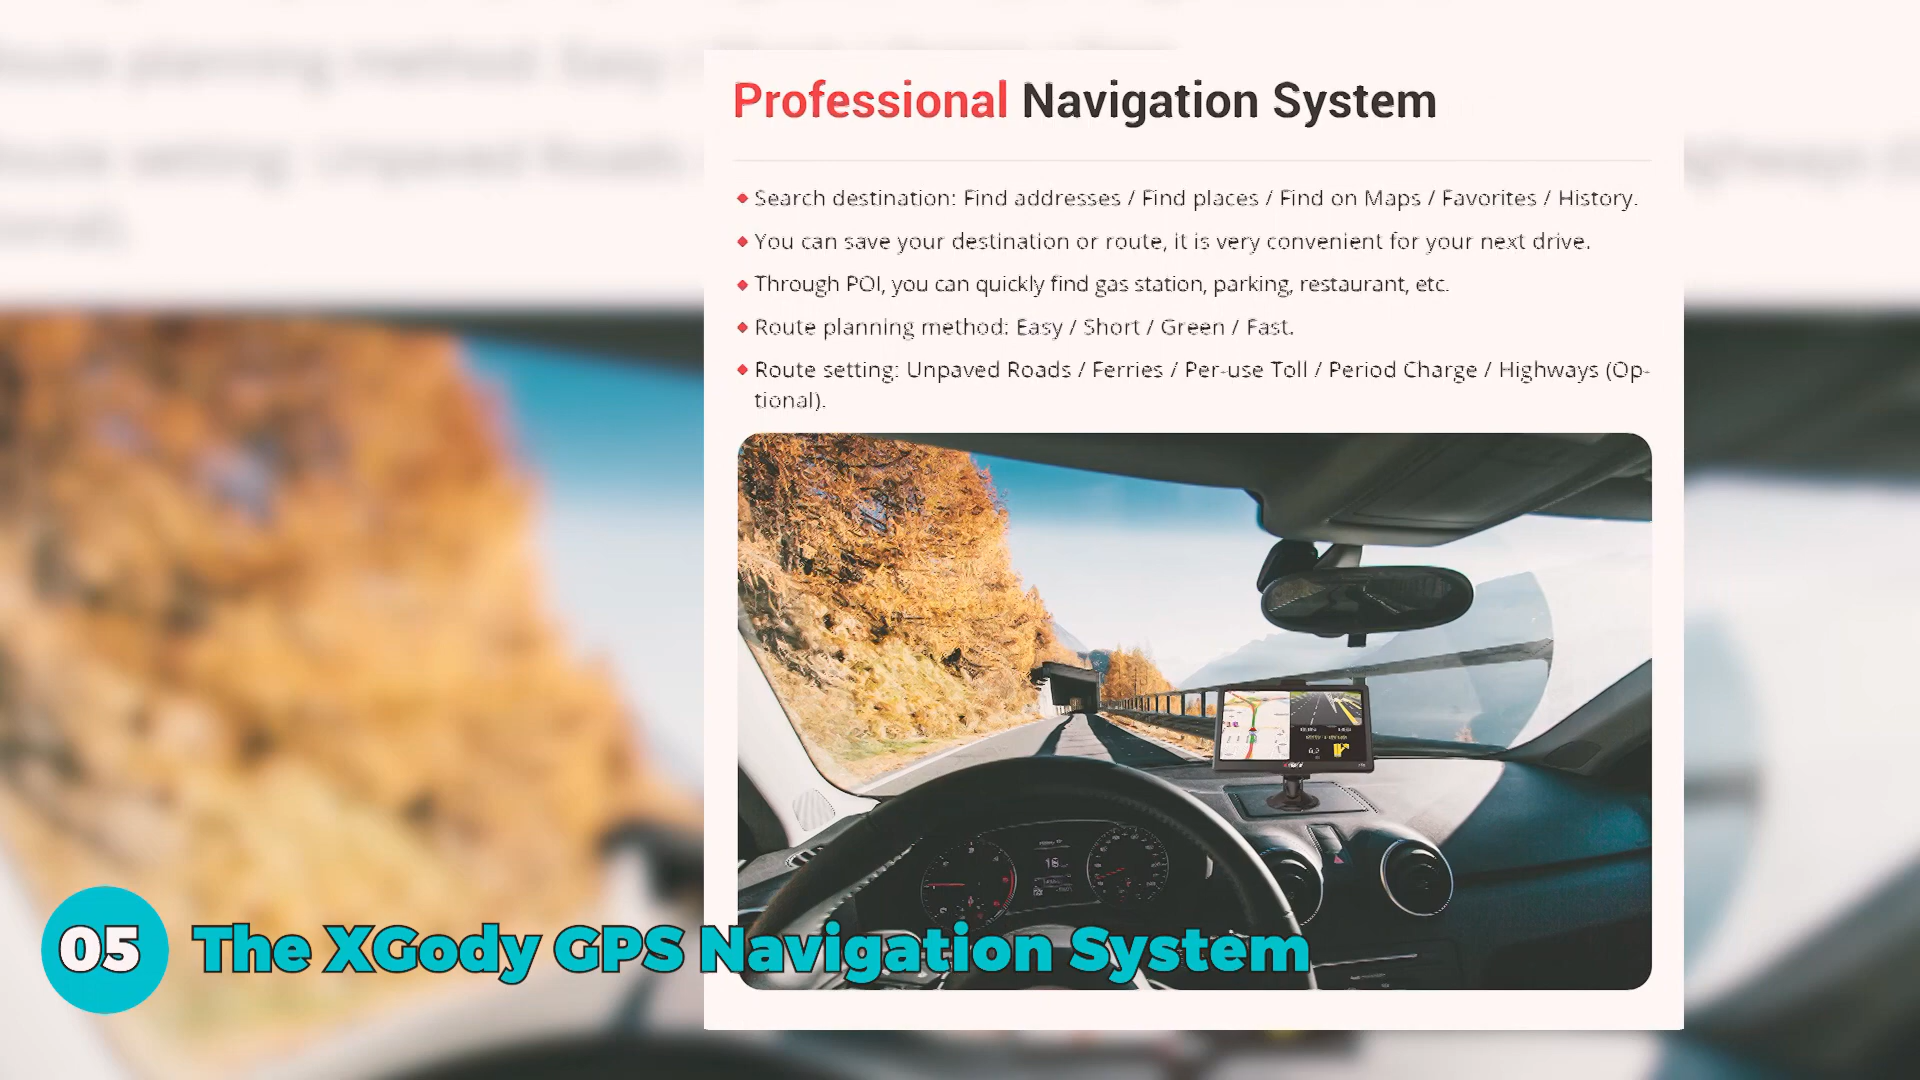 Professional Navigation System
Search destination: Find addresses / Find places / Find on Maps / Favorites / History.
You can save your destination or route, it is very convenient for your next drive.
Through POI, you can quickly find gas station, parking, restaurant, etc.
Route planning method: Easy / Short / Green / Fast.
Route setting: Unpaved Roads / Ferries / Per-use Toll / Period Charge / Highways (Op-
tional).
05 The XGody GPS Navigation System